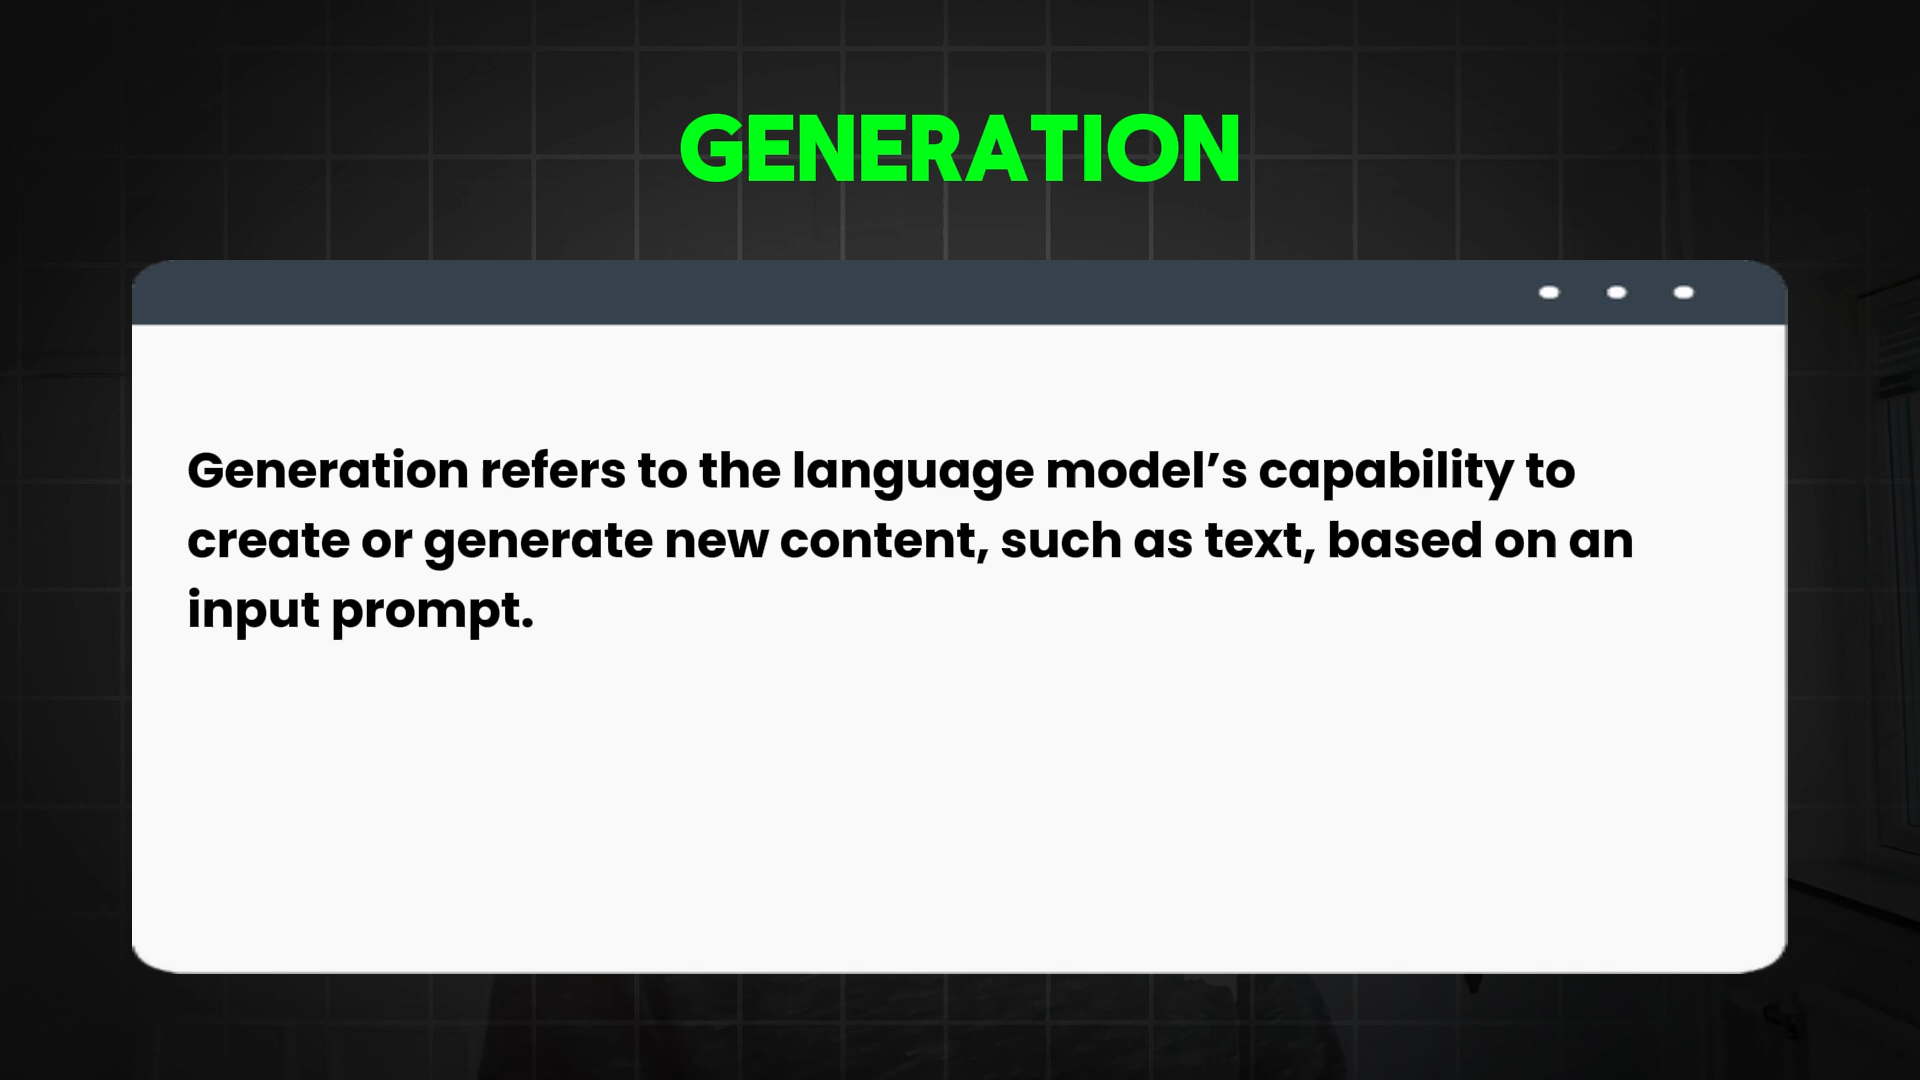 GENERATION
Generation refers to the language model’s capability to
create or generate new content, such as text, based on an
input prompt.